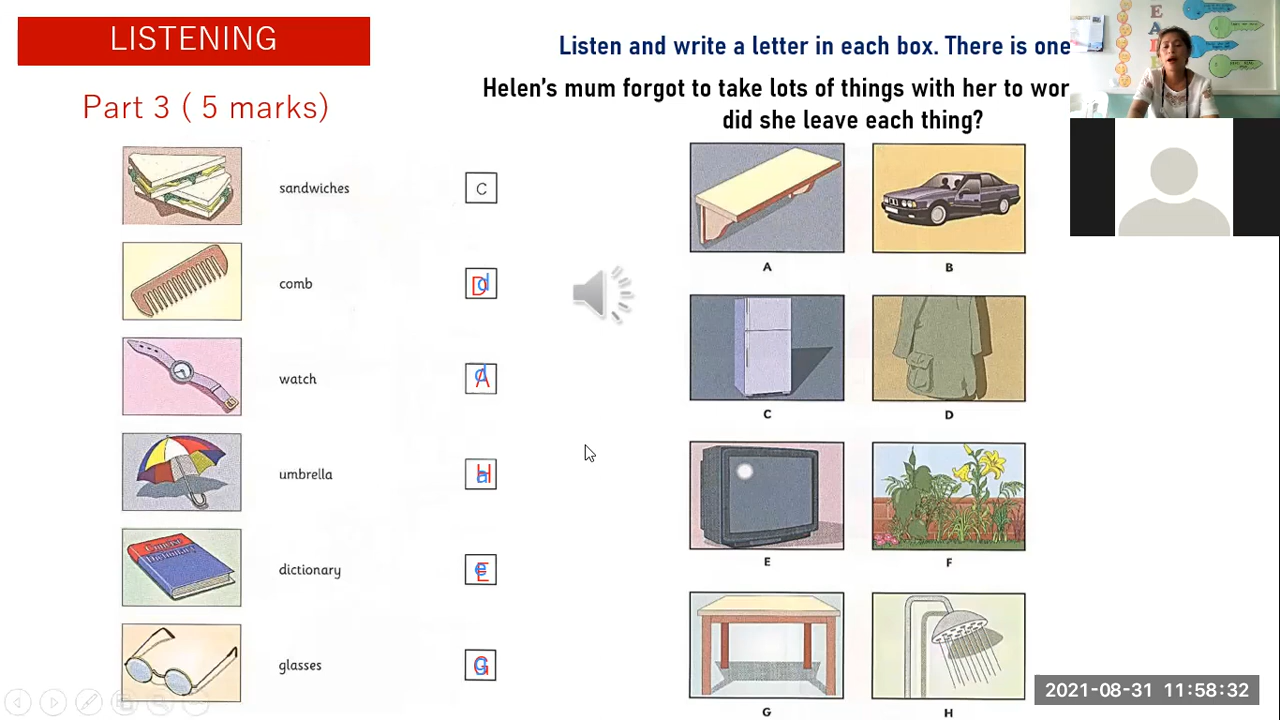 LISTENING
Part 3 ( 5 marks)
Listen and write a letter in each box. There is one
Helen's mum forgot to take lots of things with her to wor
did she leave each thing?
sandwiches
C
comb
D d
watch
A d
umbrella
H a
dictionary
E e
glasses
G
A
B
C
D
E
F
G
H
2021-08-31 11:58:32